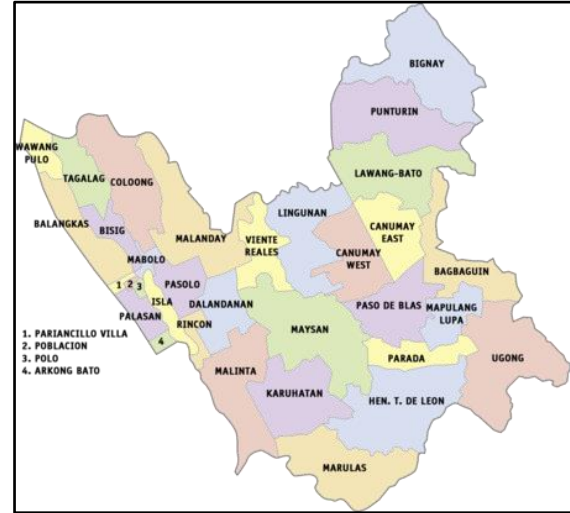 BIGNAY
PUNTURIN
WAWANG
PULO
TAGALAG
COLOONG
LAWANG-BATO
BALANGKAS
BISIG
MALANDAY
VIENTE
REALES
LINGUNAN
CANUMAY
EAST
CANUMAY
WEST
BAGBAGUIN
MABOLO
1 2 3
PASOLO
ISLA
DALANDANAN
PALASAN
RINCON
4
MAYSAN
PASO DE BLAS
MAPULANG
LUPA
PARADA
UGONG
MALINTA
KARUHATAN
HEN. T. DE LEON
MARULAS
1. PARIANCILLO VILLA
2. POBLACION
3. POLO
4. ARKONG BATO